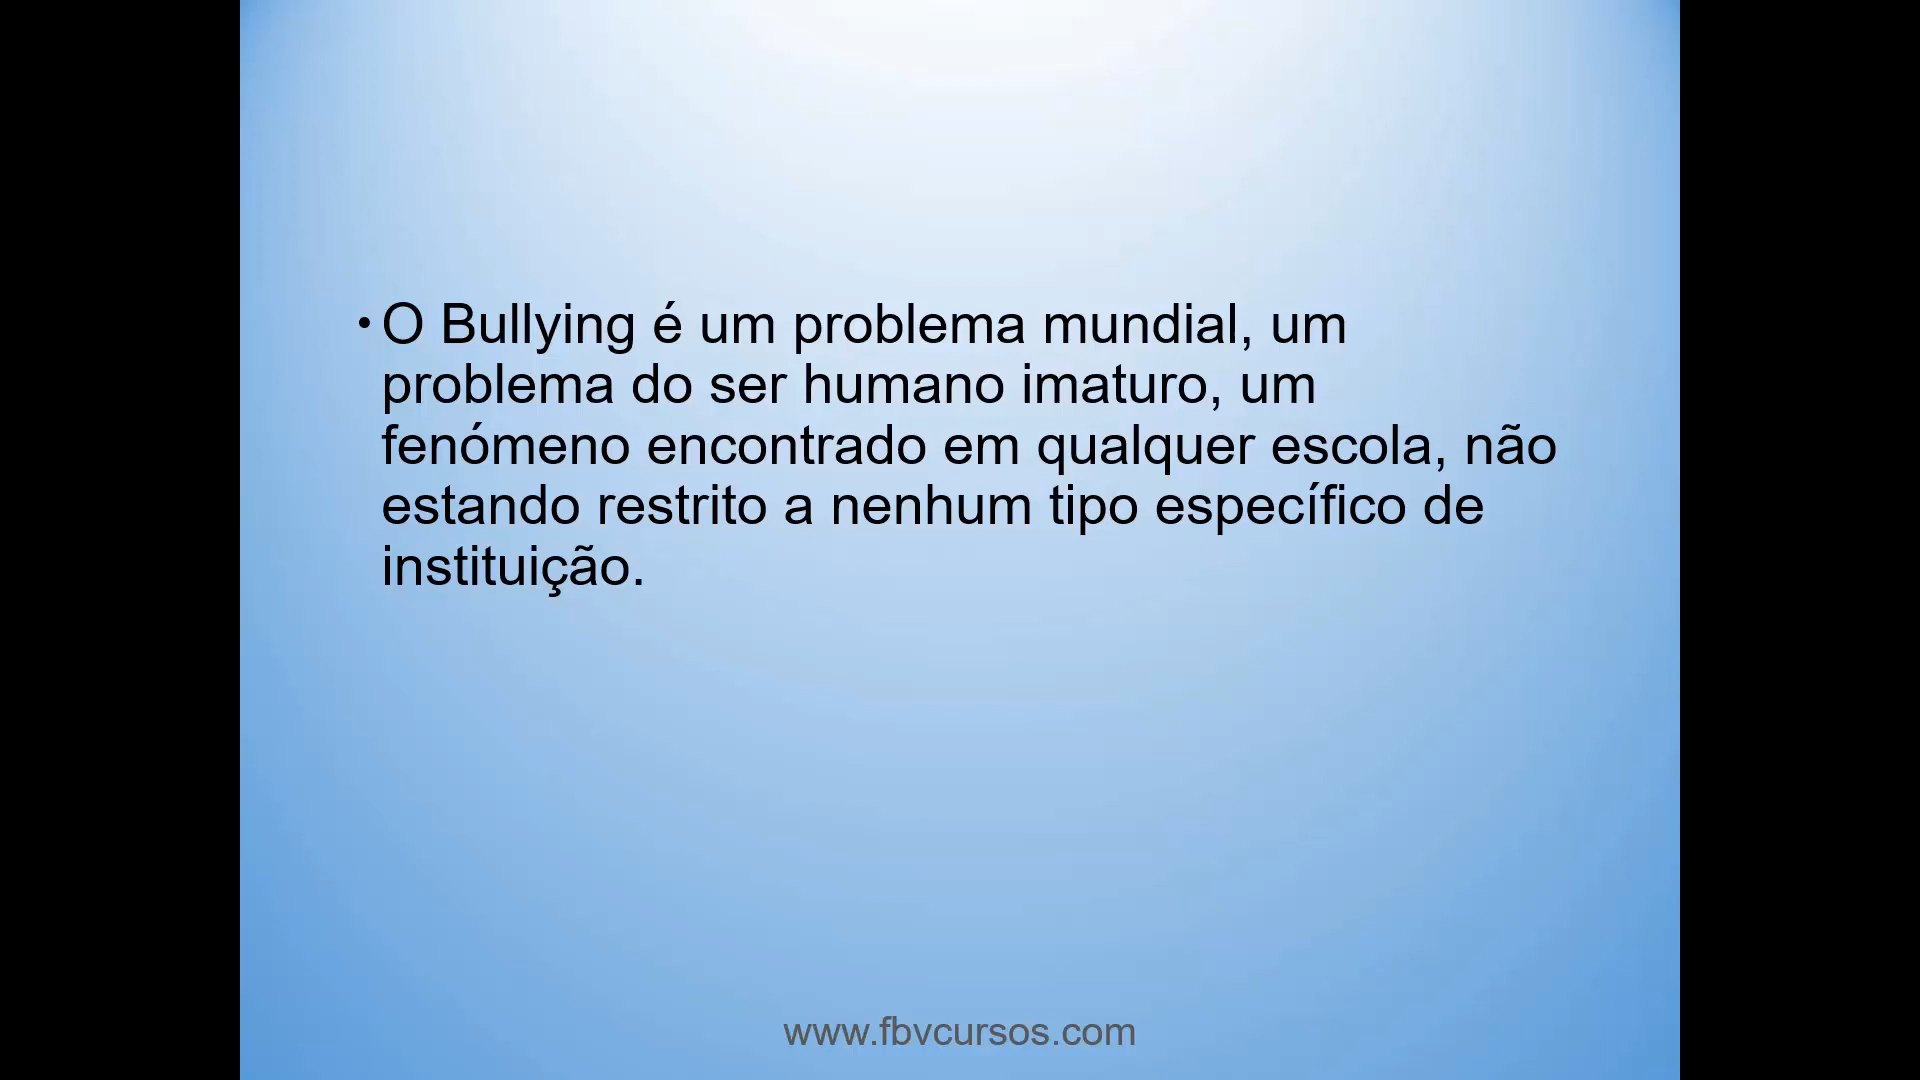 • O Bullying é um problema mundial, um
problema do ser humano imaturo, um
fenómeno encontrado em qualquer escola, não
estando restrito a nenhum tipo específico de
instituição.
www.fbvcursos.com